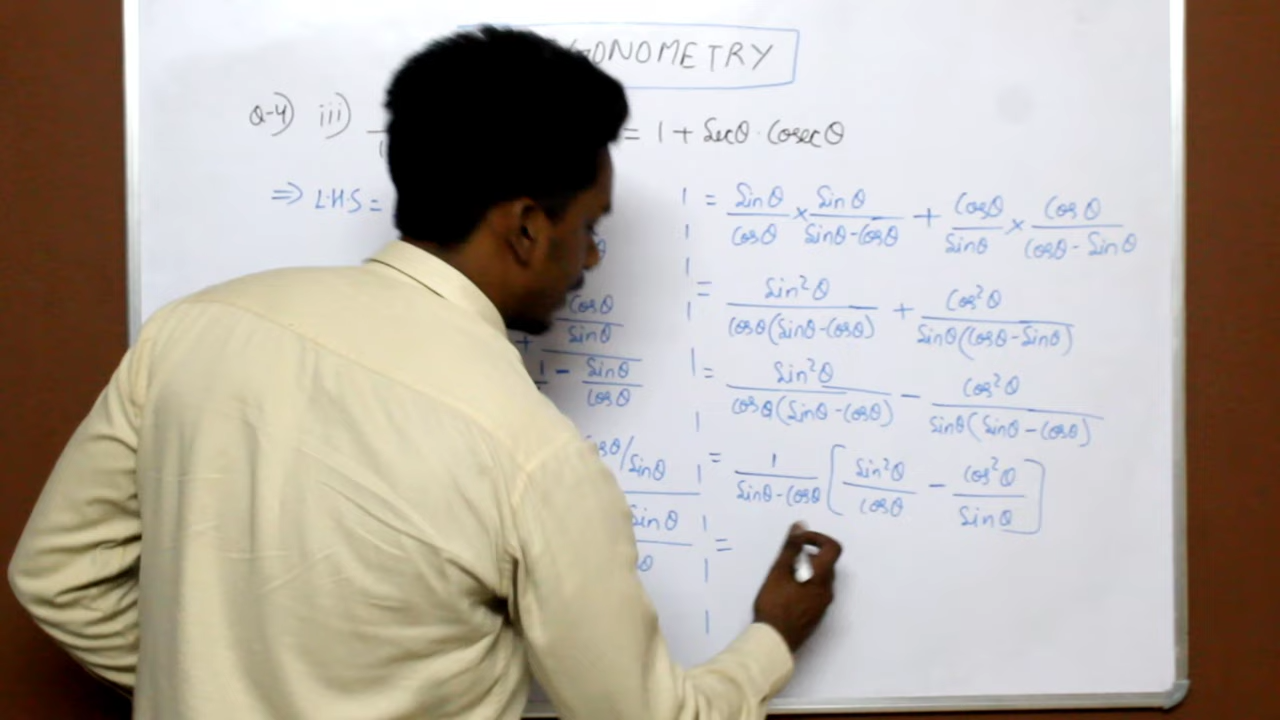 GONOMETRY
Q-4) iii) = 1 + Secθ · Cosecθ
⇒ L.H.S =
Cosθ
Sinθ
+
1 - Sinθ
Cosθ
Cosθ/Sinθ
Sinθ
= Sinθ/Cosθ × Sinθ/Sinθ-Cosθ + Cosθ/Sinθ × Cosθ/Cosθ - Sinθ
= Sin²θ/Cosθ(Sinθ-Cosθ) + Cos²θ/Sinθ(Cosθ-Sinθ)
= Sin²θ/Cosθ(Sinθ-Cosθ) - Cos²θ/Sinθ(Sinθ-Cosθ)
= 1/Sinθ-Cosθ [Sin²θ/Cosθ - Cos²θ/Sinθ]
=